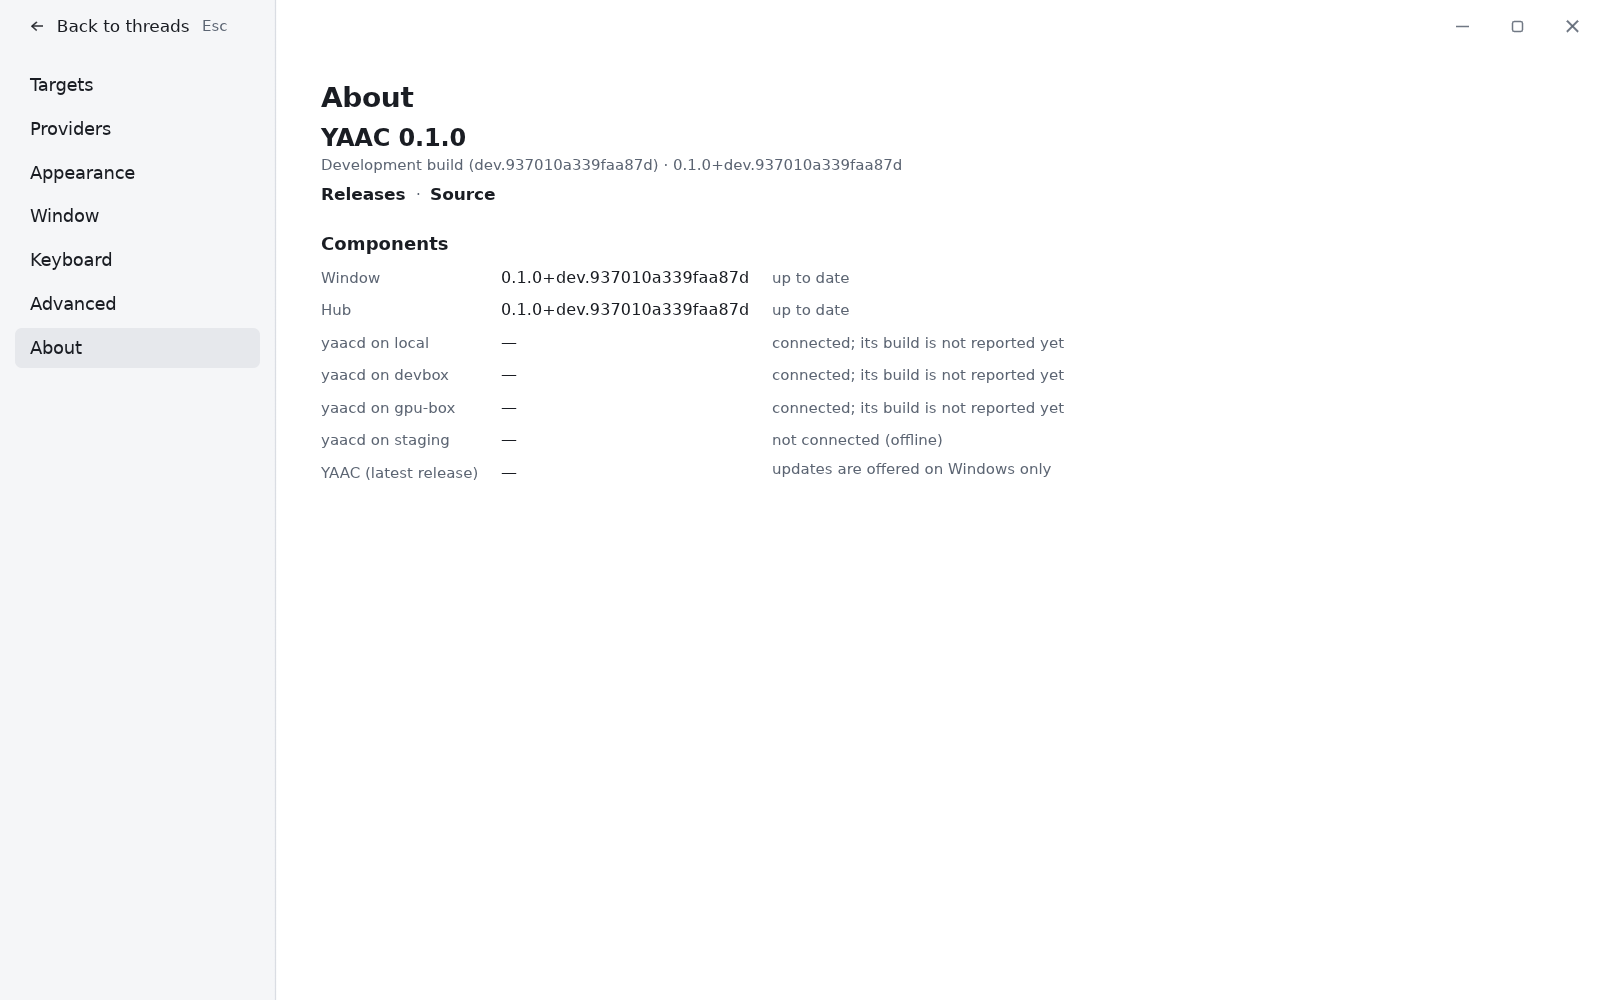 Back to threads Esc
Targets
Providers
Appearance
Window
Keyboard
Advanced
About
About
YAAC 0.1.0
Development build (dev.937010a339faa87d) · 0.1.0+dev.937010a339faa87d
Releases · Source
Components
Window 0.1.0+dev.937010a339faa87d up to date
Hub 0.1.0+dev.937010a339faa87d up to date
yaacd on local — connected; its build is not reported yet
yaacd on devbox — connected; its build is not reported yet
yaacd on gpu-box — connected; its build is not reported yet
yaacd on staging — not connected (offline)
YAAC (latest release) — updates are offered on Windows only